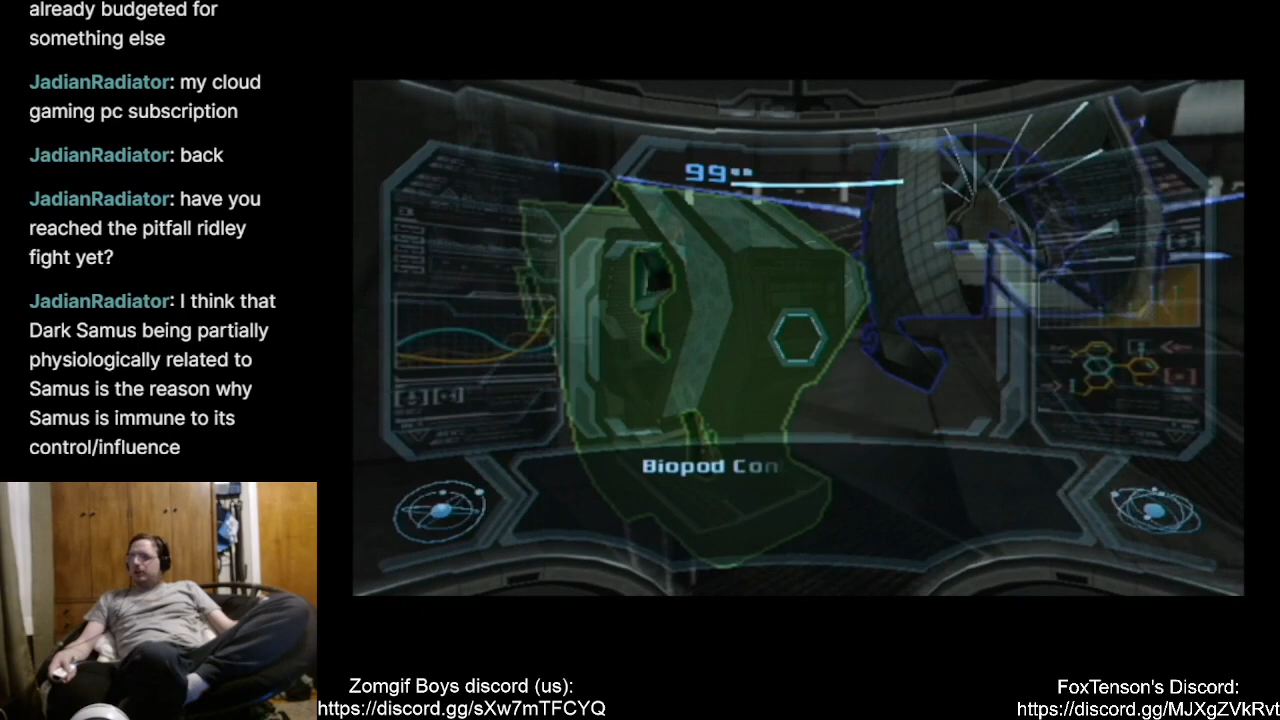 already budgeted for
something else
JadianRadiator: my cloud
gaming pc subscription
JadianRadiator: back
JadianRadiator: have you
reached the pitfall ridley
fight yet?
JadianRadiator: I think that
Dark Samus being partially
physiologically related to
Samus is the reason why
Samus is immune to its
control/influence
99
Biopod Con
Zomgif Boys discord (us):
https://discord.gg/sXw7mTFCYQ
FoxTenson's Discord:
https://discord.gg/MJXgZVkRvt